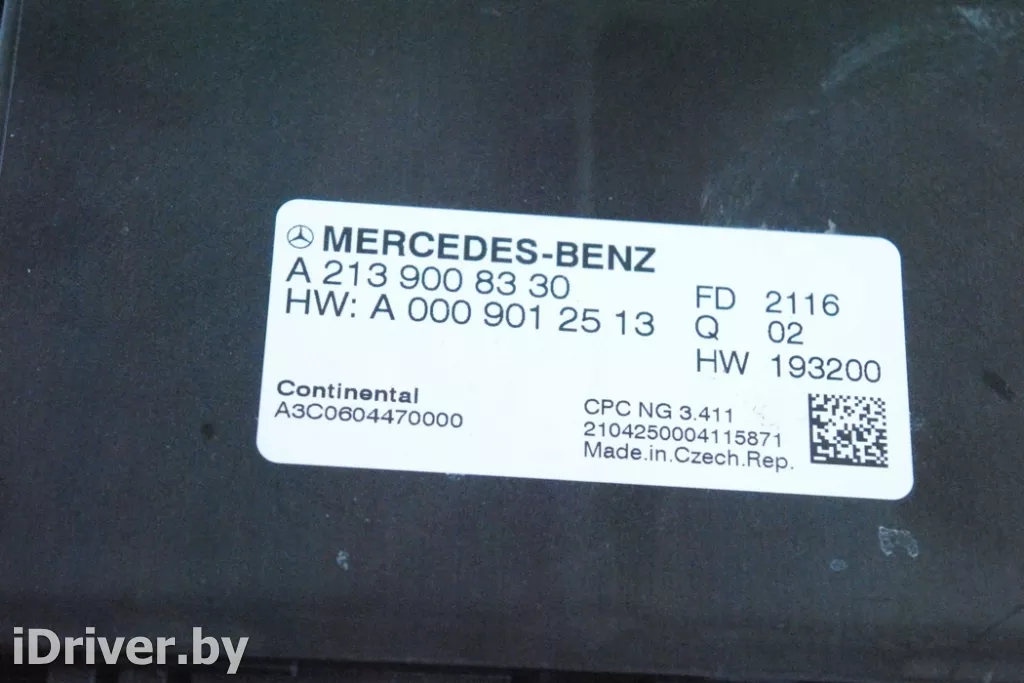 MERCEDES-BENZ
A 213 900 83 30
HW: A 000 901 25 13
FD 2116
Q 02
HW 193200
Continental
A3C0604470000
CPC NG 3.411
2104250004115871
Made.in.Czech.Rep.
iDriver.by